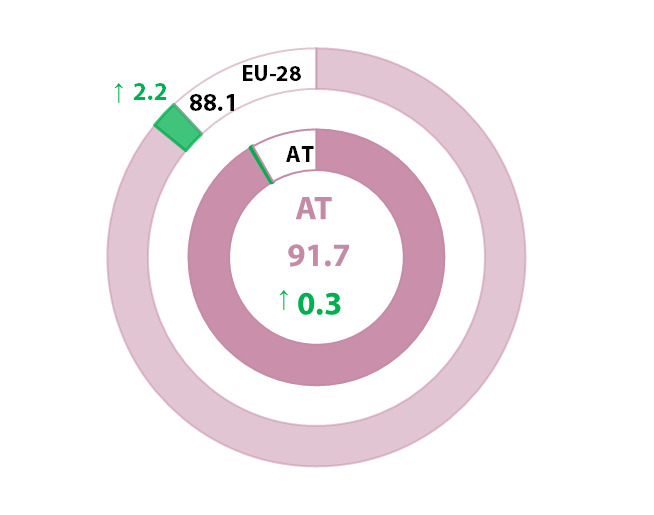 EU-28
↑ 2.2
88.1
AT
AT
91.7
↑ 0.3